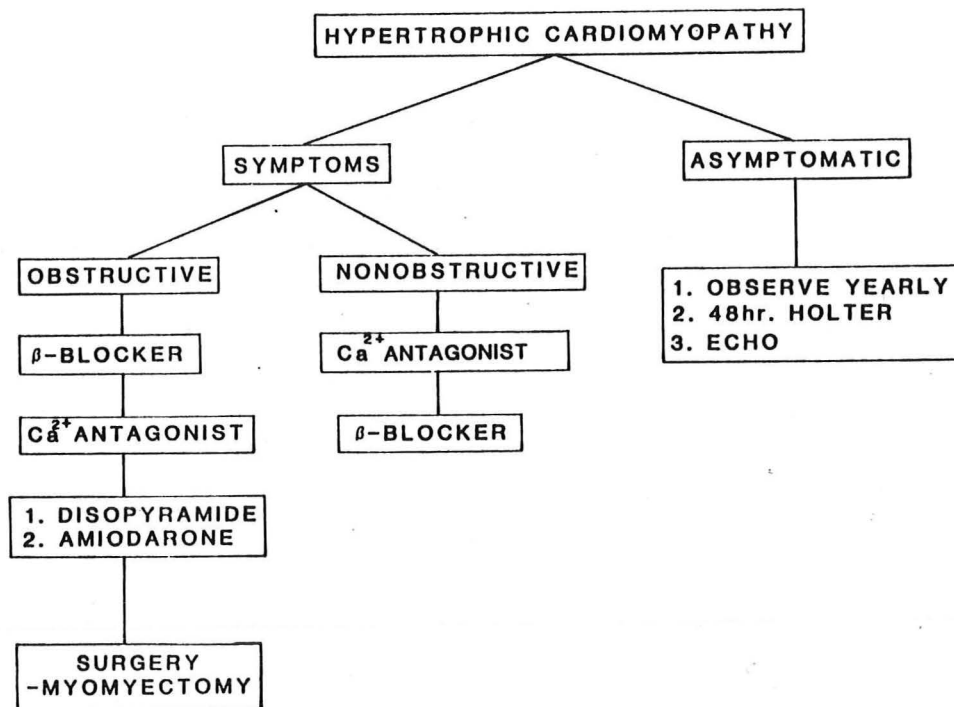 HYPERTROPHIC CARDIOMYOPATHY
SYMPTOMS
ASYMPTOMATIC
OBSTRUCTIVE
NONOBSTRUCTIVE
1. OBSERVE YEARLY
2. 48hr. HOLTER
3. ECHO
β-BLOCKER
Ca²⁺ ANTAGONIST
Ca²⁺ ANTAGONIST
β-BLOCKER
1. DISOPYRAMIDE
2. AMIODARONE
SURGERY
-MYOMYECTOMY